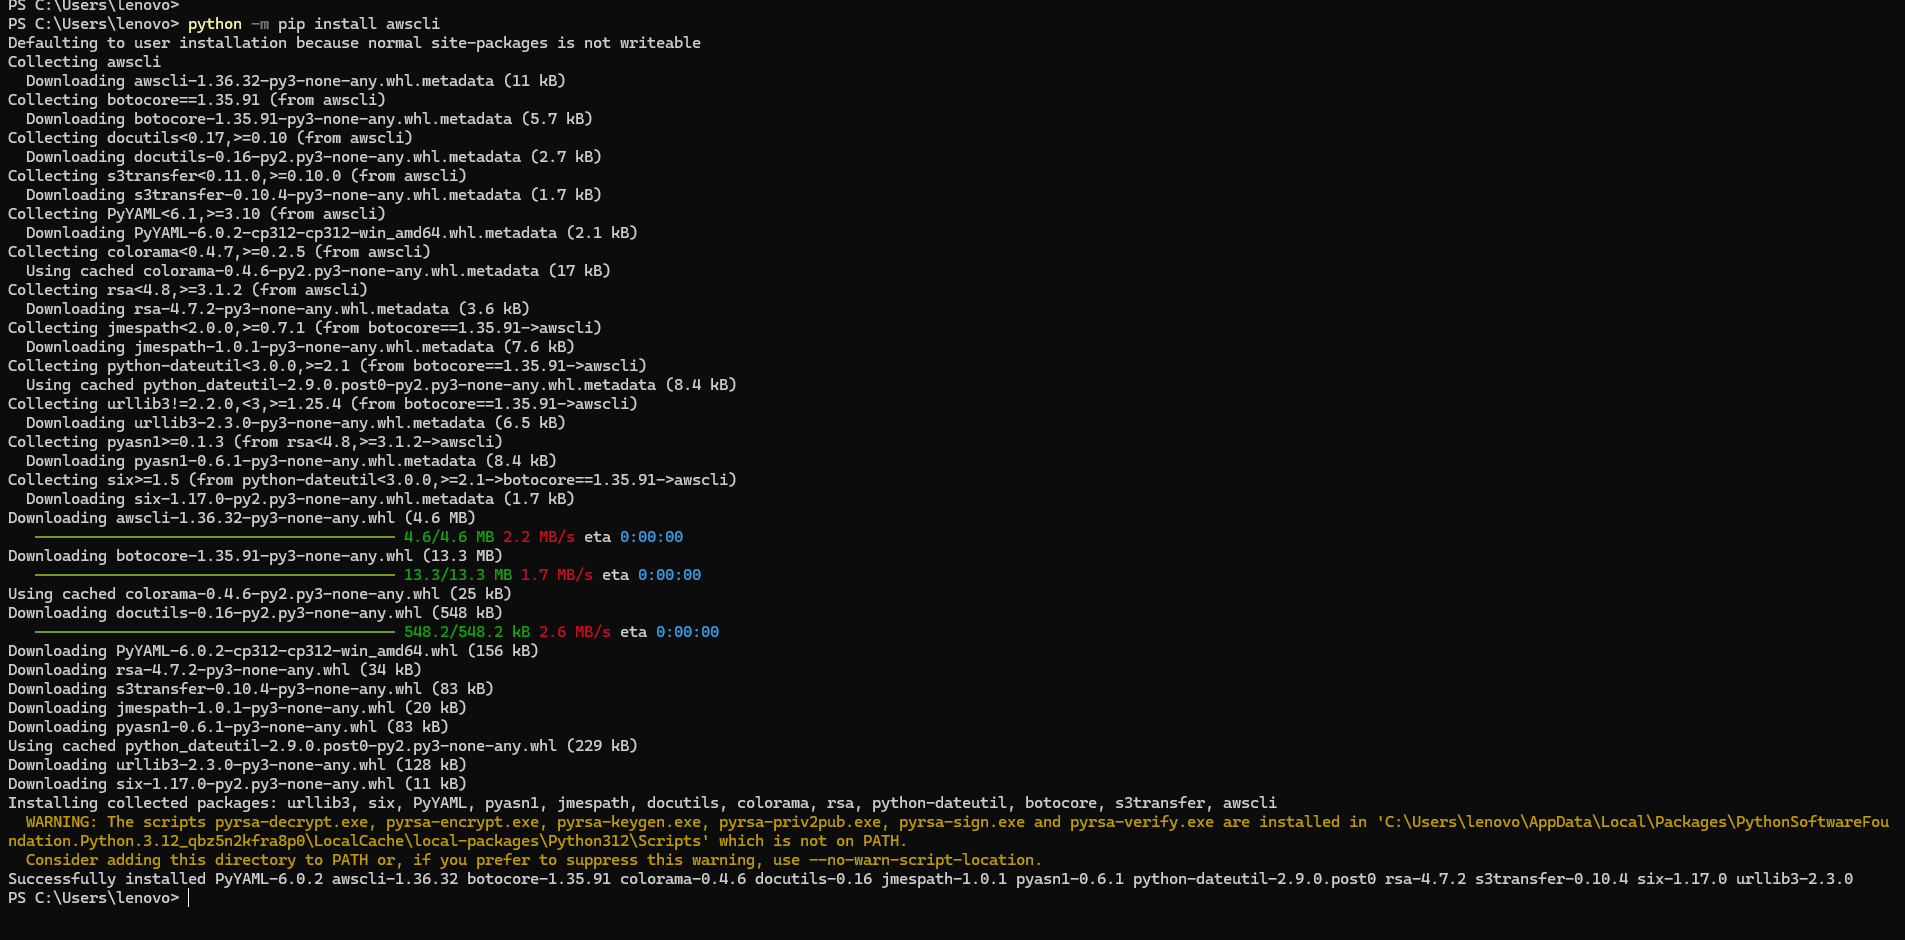 PS C:\Users\lenovo>
PS C:\Users\lenovo> python -m pip install awscli
Defaulting to user installation because normal site-packages is not writeable
Collecting awscli
  Downloading awscli-1.36.32-py3-none-any.whl.metadata (11 kB)
Collecting botocore==1.35.91 (from awscli)
  Downloading botocore-1.35.91-py3-none-any.whl.metadata (5.7 kB)
Collecting docutils<0.17,>=0.10 (from awscli)
  Downloading docutils-0.16-py2.py3-none-any.whl.metadata (2.7 kB)
Collecting s3transfer<0.11.0,>=0.10.0 (from awscli)
  Downloading s3transfer-0.10.4-py3-none-any.whl.metadata (1.7 kB)
Collecting PyYAML<6.1,>=3.10 (from awscli)
  Downloading PyYAML-6.0.2-cp312-cp312-win_amd64.whl.metadata (2.1 kB)
Collecting colorama<0.4.7,>=0.2.5 (from awscli)
  Using cached colorama-0.4.6-py2.py3-none-any.whl.metadata (17 kB)
Collecting rsa<4.8,>=3.1.2 (from awscli)
  Downloading rsa-4.7.2-py3-none-any.whl.metadata (3.6 kB)
Collecting jmespath<2.0.0,>=0.7.1 (from botocore==1.35.91->awscli)
  Downloading jmespath-1.0.1-py3-none-any.whl.metadata (7.6 kB)
Collecting python-dateutil<3.0.0,>=2.1 (from botocore==1.35.91->awscli)
  Using cached python_dateutil-2.9.0.post0-py2.py3-none-any.whl.metadata (8.4 kB)
Collecting urllib3!=2.2.0,<3,>=1.25.4 (from botocore==1.35.91->awscli)
  Downloading urllib3-2.3.0-py3-none-any.whl.metadata (6.5 kB)
Collecting pyasn1>=0.1.3 (from rsa<4.8,>=3.1.2->awscli)
  Downloading pyasn1-0.6.1-py3-none-any.whl.metadata (8.4 kB)
Collecting six>=1.5 (from python-dateutil<3.0.0,>=2.1->botocore==1.35.91->awscli)
  Downloading six-1.17.0-py2.py3-none-any.whl.metadata (1.7 kB)
Downloading awscli-1.36.32-py3-none-any.whl (4.6 MB)
4.6/4.6 MB 2.2 MB/s eta 0:00:00
Downloading botocore-1.35.91-py3-none-any.whl (13.3 MB)
13.3/13.3 MB 1.7 MB/s eta 0:00:00
Using cached colorama-0.4.6-py2.py3-none-any.whl (25 kB)
Downloading docutils-0.16-py2.py3-none-any.whl (548 kB)
548.2/548.2 kB 2.6 MB/s eta 0:00:00
Downloading PyYAML-6.0.2-cp312-cp312-win_amd64.whl (156 kB)
Downloading rsa-4.7.2-py3-none-any.whl (34 kB)
Downloading s3transfer-0.10.4-py3-none-any.whl (83 kB)
Downloading jmespath-1.0.1-py3-none-any.whl (20 kB)
Downloading pyasn1-0.6.1-py3-none-any.whl (83 kB)
Using cached python_dateutil-2.9.0.post0-py2.py3-none-any.whl (229 kB)
Downloading urllib3-2.3.0-py3-none-any.whl (128 kB)
Downloading six-1.17.0-py2.py3-none-any.whl (11 kB)
Installing collected packages: urllib3, six, PyYAML, pyasn1, jmespath, docutils, colorama, rsa, python-dateutil, botocore, s3transfer, awscli
  WARNING: The scripts pyrsa-decrypt.exe, pyrsa-encrypt.exe, pyrsa-keygen.exe, pyrsa-priv2pub.exe, pyrsa-sign.exe and pyrsa-verify.exe are installed in 'C:\Users\lenovo\AppData\Local\Packages\PythonSoftwareFou
ndation.Python.3.12_qbz5n2kfra8p0\LocalCache\local-packages\Python312\Scripts' which is not on PATH.
  Consider adding this directory to PATH or, if you prefer to suppress this warning, use --no-warn-script-location.
Successfully installed PyYAML-6.0.2 awscli-1.36.32 botocore-1.35.91 colorama-0.4.6 docutils-0.16 jmespath-1.0.1 pyasn1-0.6.1 python-dateutil-2.9.0.post0 rsa-4.7.2 s3transfer-0.10.4 six-1.17.0 urllib3-2.3.0
PS C:\Users\lenovo>